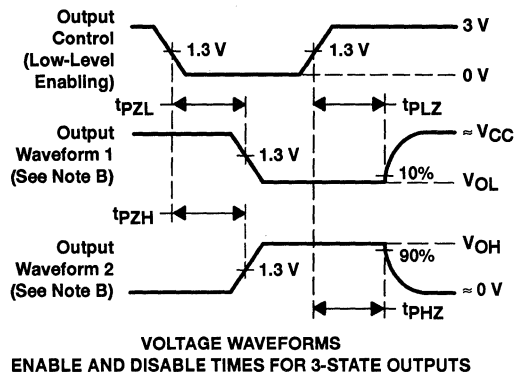 Output
Control
(Low-Level
Enabling)
1.3 V
1.3 V
3 V
0 V
tPZL
tPLZ
Output
Waveform 1
(See Note B)
1.3 V
≈ VCC
10%
VOL
tPZH
Output
Waveform 2
(See Note B)
1.3 V
VOH
90%
≈ 0 V
tPHZ
VOLTAGE WAVEFORMS
ENABLE AND DISABLE TIMES FOR 3-STATE OUTPUTS